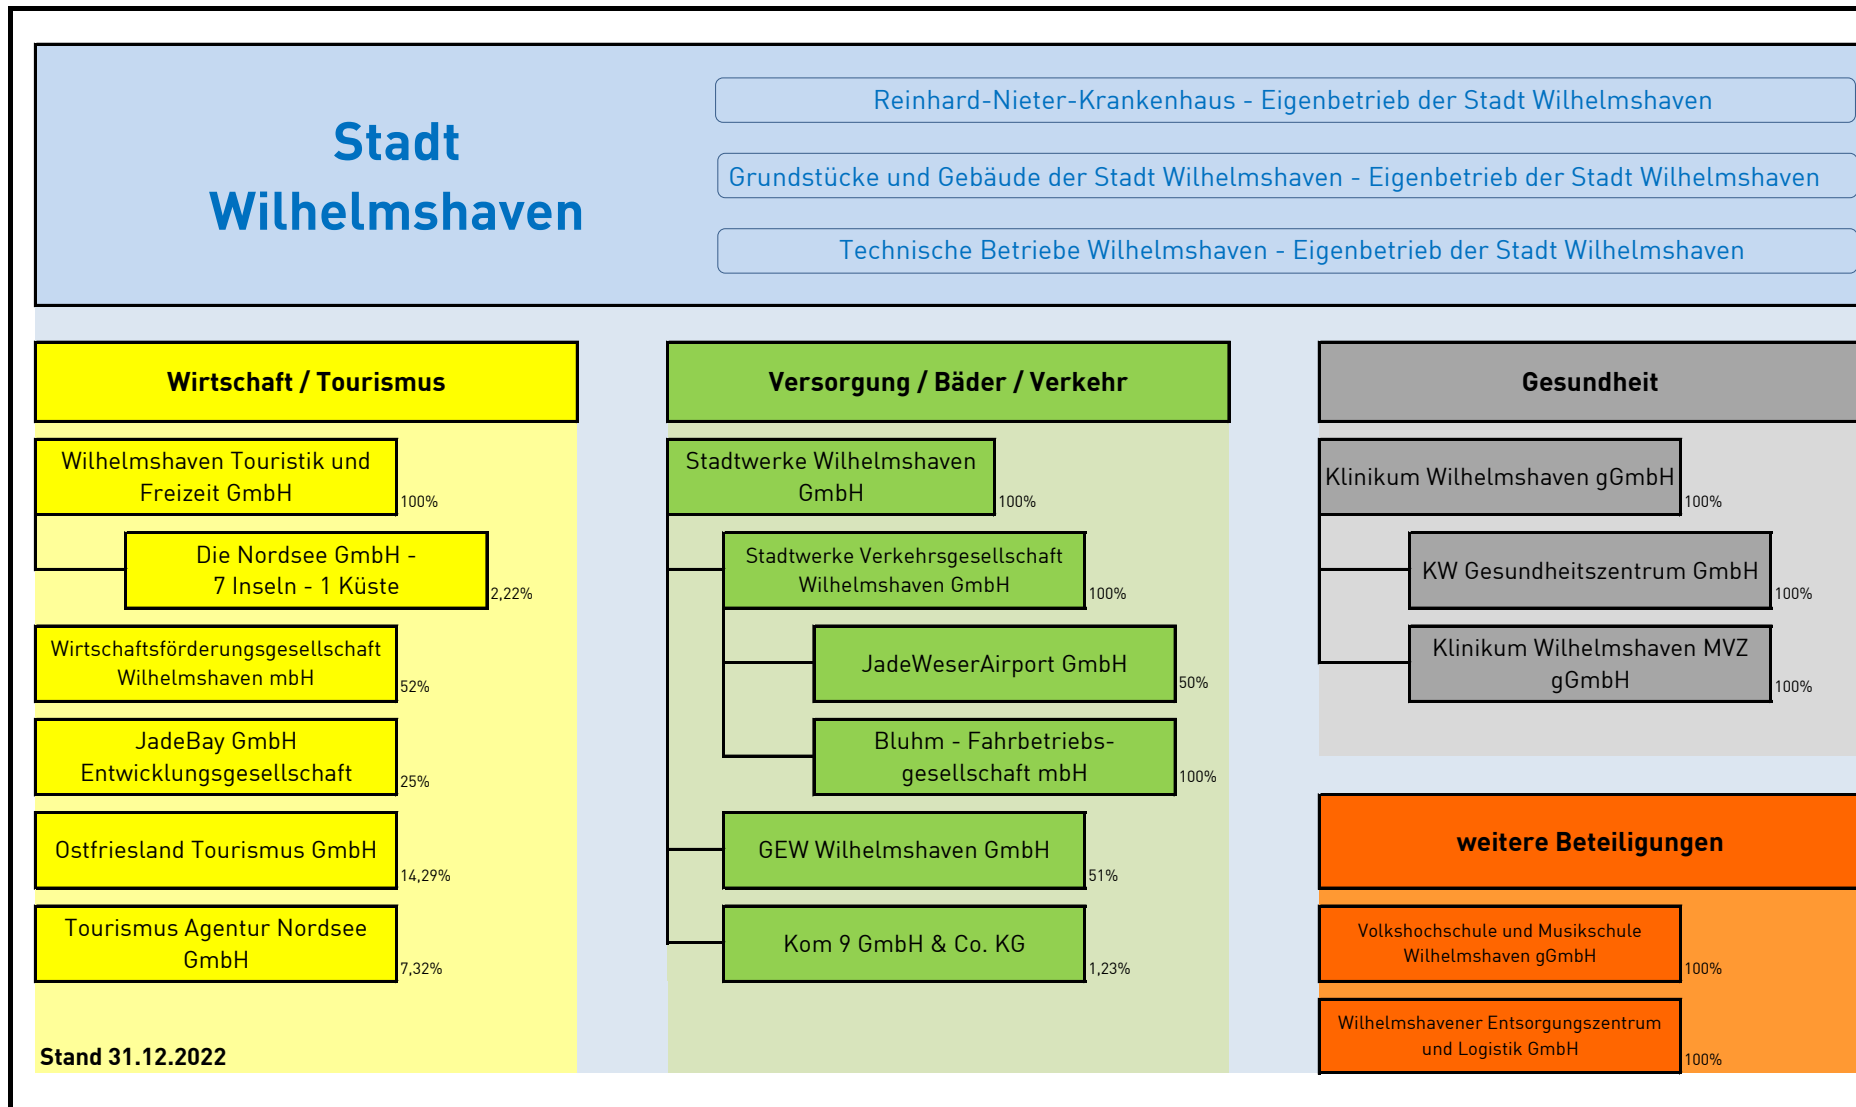 Stadt
Wilhelmshaven
Reinhard-Nieter-Krankenhaus - Eigenbetrieb der Stadt Wilhelmshaven
Grundstücke und Gebäude der Stadt Wilhelmshaven - Eigenbetrieb der Stadt Wilhelmshaven
Technische Betriebe Wilhelmshaven - Eigenbetrieb der Stadt Wilhelmshaven
Wirtschaft / Tourismus
Wilhelmshaven Touristik und
Freizeit GmbH
100%
Die Nordsee GmbH -
7 Inseln - 1 Küste
2,22%
Wirtschaftsförderungsgesellschaft
Wilhelmshaven mbH
52%
JadeBay GmbH
Entwicklungsgesellschaft
25%
Ostfriesland Tourismus GmbH
14,29%
Tourismus Agentur Nordsee
GmbH
7,32%
Stand 31.12.2022
Versorgung / Bäder / Verkehr
Stadtwerke Wilhelmshaven
GmbH
100%
Stadtwerke Verkehrsgesellschaft
Wilhelmshaven GmbH
100%
JadeWeserAirport GmbH
50%
Bluhm - Fahrbetriebs-
gesellschaft mbH
100%
GEW Wilhelmshaven GmbH
51%
Kom 9 GmbH & Co. KG
1,23%
Gesundheit
Klinikum Wilhelmshaven gGmbH
100%
KW Gesundheitszentrum GmbH
100%
Klinikum Wilhelmshaven MVZ
gGmbH
100%
weitere Beteiligungen
Volkshochschule und Musikschule
Wilhelmshaven gGmbH
100%
Wilhelmshavener Entsorgungszentrum
und Logistik GmbH
100%